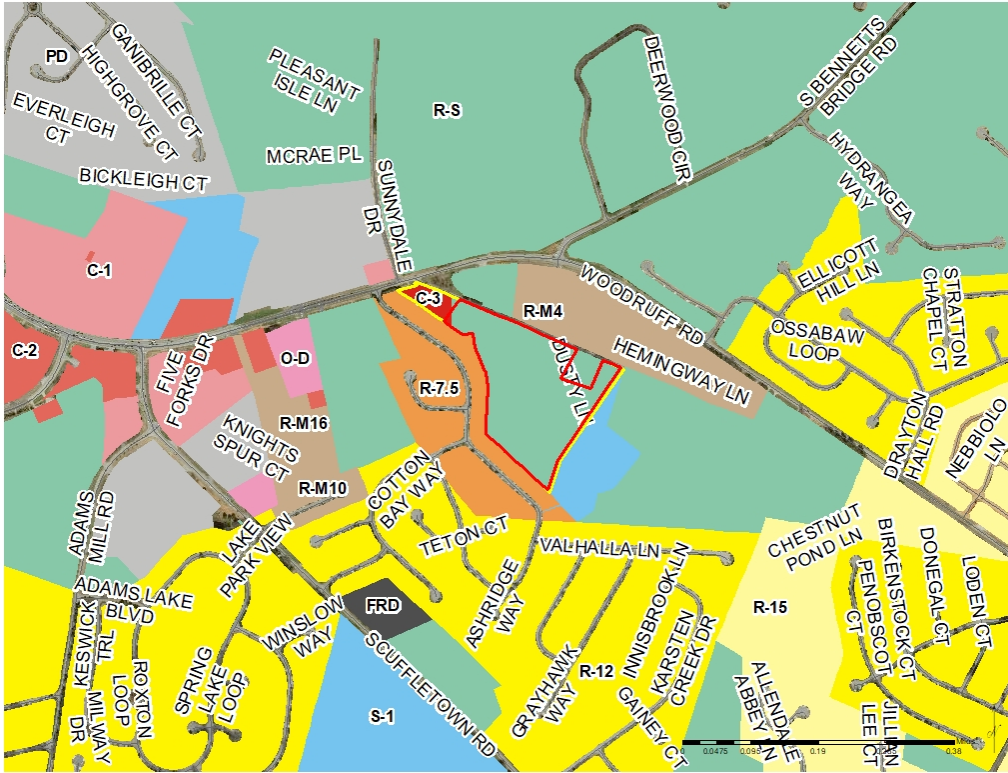 PD
GANIBRILLE CT
HIGHGROVE CT
EVERLEIGH
CT
BICKLEIGH CT
PLEASANT
ISLE LN
MCRAE PL
R-S
SUNNYDALE
DR
DEERWOOD CIR
S BENNETTS
BRIDGE RD
HYDRANGEA
WAY
C-1
C-2
C-3
FIVE
FORKS DR
O-D
R-7.5
R-M4
WOODRUFF RD
DUSTY LN
HEMINGWAY LN
ELLICOTT
HILL LN
OSSABAW
LOOP
STRATTON
CHAPEL CT
DRAYTON
HALL RD
NEBBIOLO
LN
R-M16
KNIGHTS
SPUR CT
R-M10
COTTON
BAY WAY
TETON CT
ADAMS
MILL RD
LAKE
PARK VIEW
ADAMS LAKE
BLVD
KESWICK
TRL
WINSLOW
WAY
FRD
ASHRIDGE
WAY
VALHALLA LN
CHESTNUT
POND LN
R-15
BIRKENSTOCK CT
PENOBSCOT
CT
DONEGAL CT
LODEN CT
ROXTON
LOOP
SPRING
LAKE
LOOP
MILWAY
DR
S-1
SCUFFLETOWN RD
GRAYHAWK
WAY
R-12
INNISBROOK LN
KARSTEN
CREEK DR
GAINEY CT
ALLENDALE
ABBEY LN
JILLIAN
LEE CT
0 0.0475 0.095 0.19 0.38